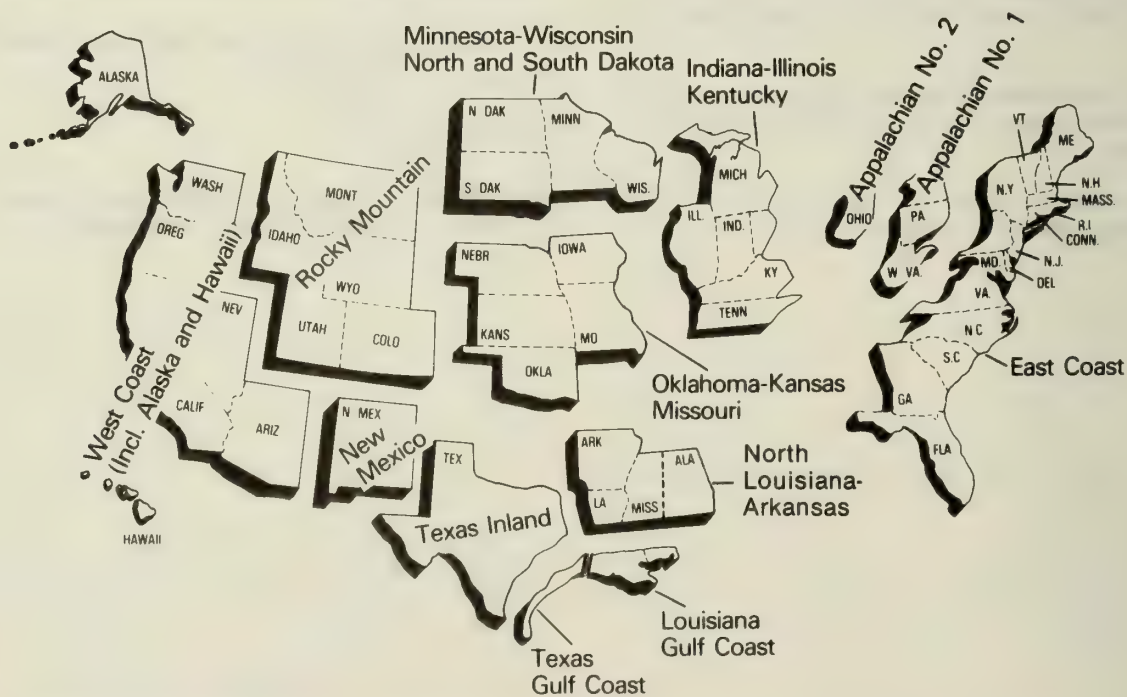 ALASKA
Minnesota-Wisconsin
North and South Dakota
Indiana-Illinois
Kentucky
Appalachian No. 2
Appalachian No. 1
WASH
OREG
NEV
CALIF
ARIZ
West Coast
(Incl. Alaska and Hawaii)
HAWAII
MONT
IDAHO
WYO
UTAH
COLO
Rocky Mountain
N DAK
MINN
S DAK
WIS.
MICH
ILL.
IND.
KY
TENN
OHIO
PA
W VA.
VT
ME
N.Y
N.H
MASS.
R.I
CONN.
N.J.
MD.
DEL
VA.
N C
S.C
GA
FLA
East Coast
NEBR
IOWA
KANS
MO
OKLA
Oklahoma-Kansas
Missouri
N MEX
New
Mexico
TEX
Texas Inland
ARK
LA
MISS
ALA
North
Louisiana-
Arkansas
Louisiana
Gulf Coast
Texas
Gulf Coast